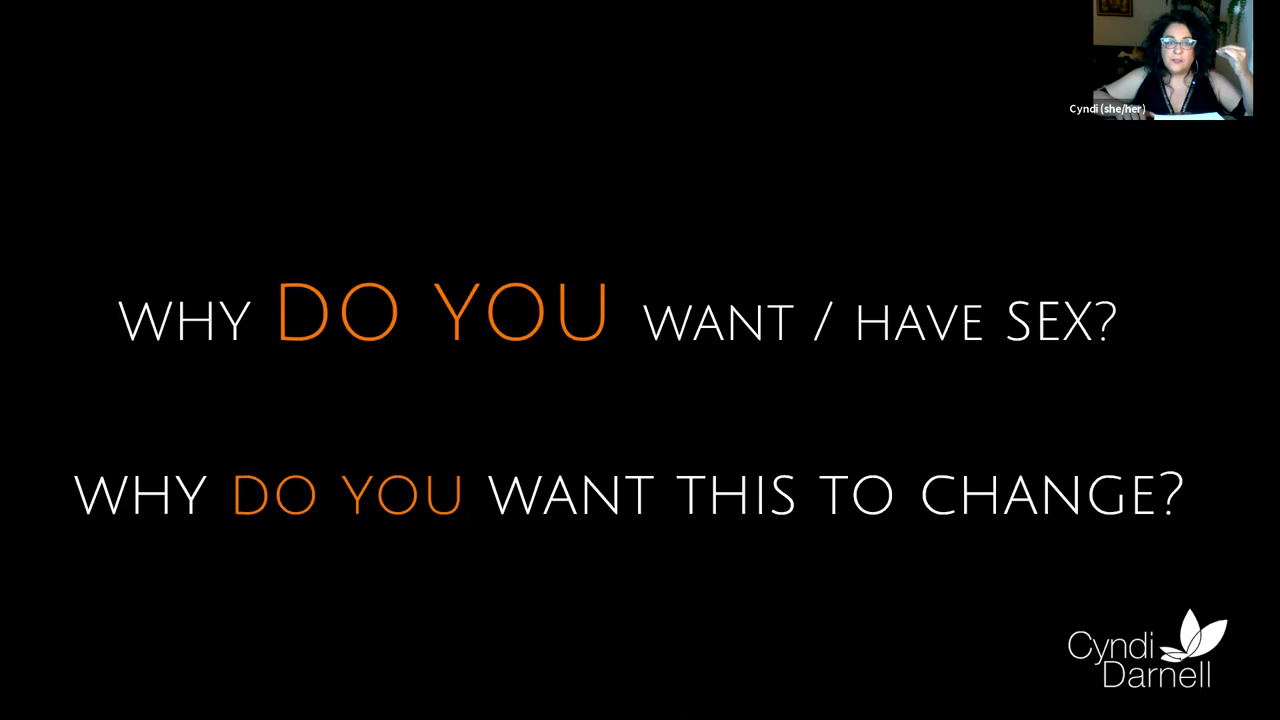 Cyndi (she/her)
WHY DO YOU WANT / HAVE SEX?
WHY DO YOU WANT THIS TO CHANGE?
Cyndi
Darnell